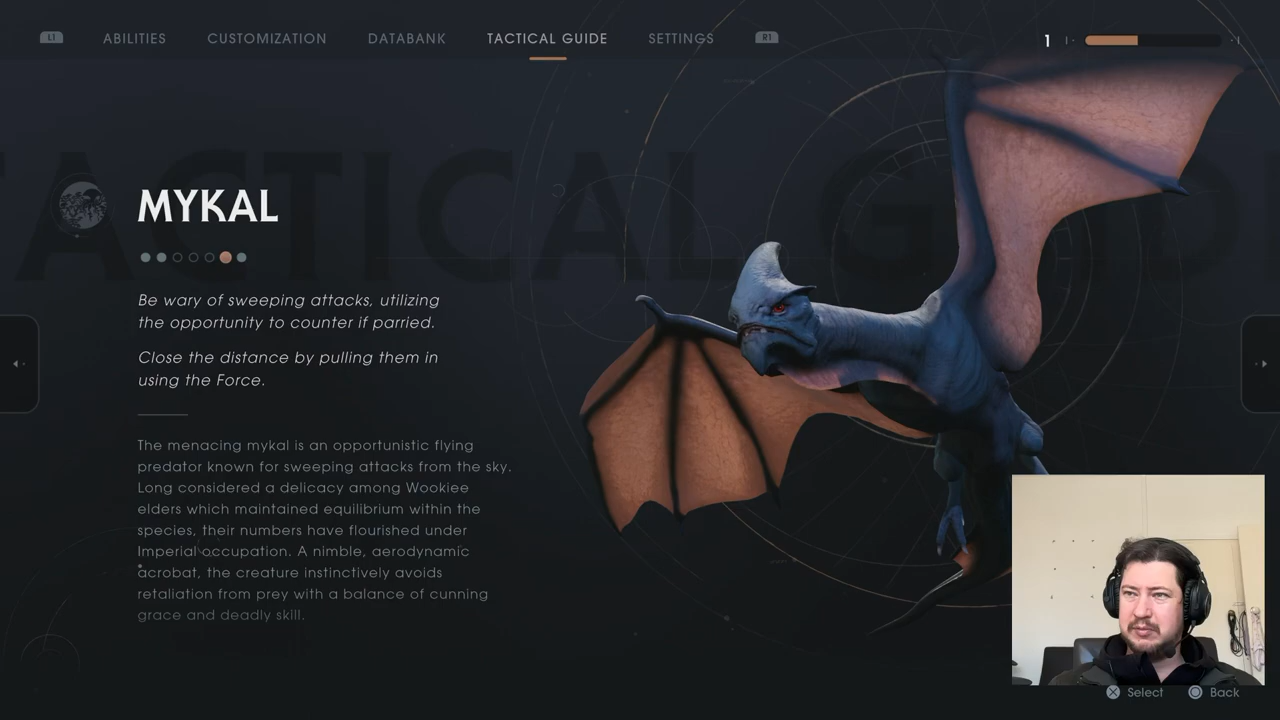 L1 ABILITIES CUSTOMIZATION DATABANK TACTICAL GUIDE SETTINGS R1 1
TACTICAL GUIDE
MYKAL
Be wary of sweeping attacks, utilizing
the opportunity to counter if parried.
Close the distance by pulling them in
using the Force.
The menacing mykal is an opportunistic flying
predator known for sweeping attacks from the sky.
Long considered a delicacy among Wookiee
elders which maintained equilibrium within the
species, their numbers have flourished under
Imperial occupation. A nimble, aerodynamic
acrobat, the creature instinctively avoids
retaliation from prey with a balance of cunning
grace and deadly skill.
Select Back